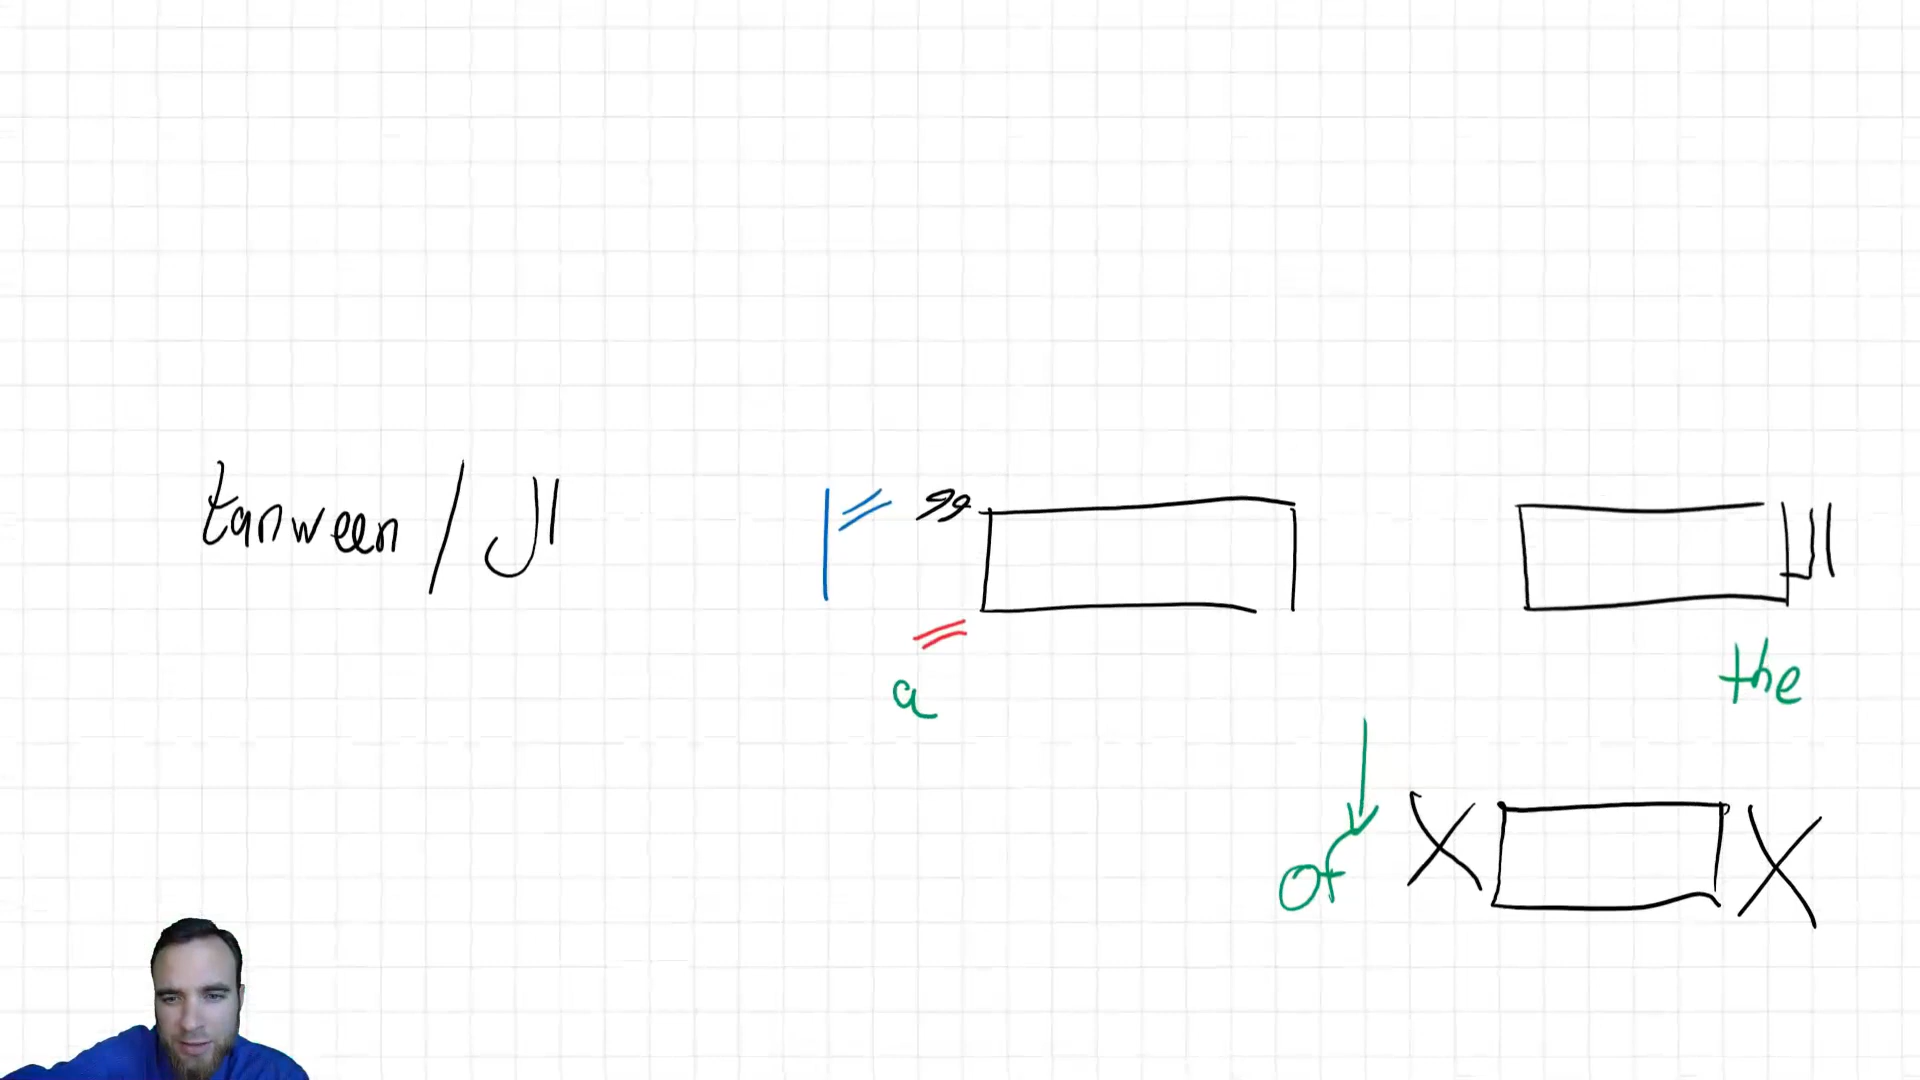 tanween / ال
ال
a
the
of
X X